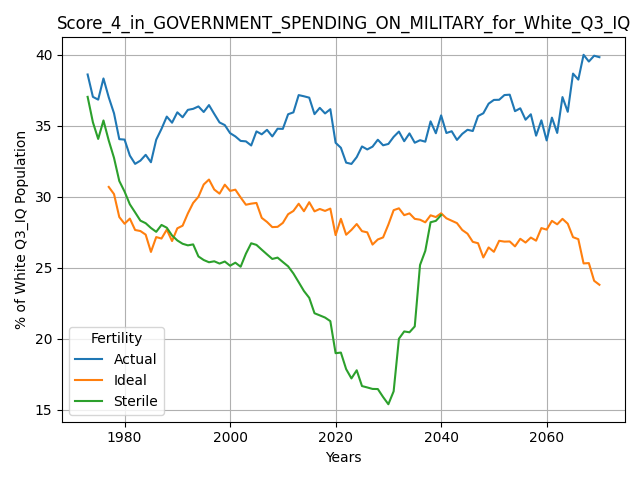 Score_4_in_GOVERNMENT_SPENDING_ON_MILITARY_for_White_Q3_IQ
% of White Q3_IQ Population
40
35
30
25
20
15
Fertility
Actual
Ideal
Sterile
1980 2000 2020 2040 2060
Years